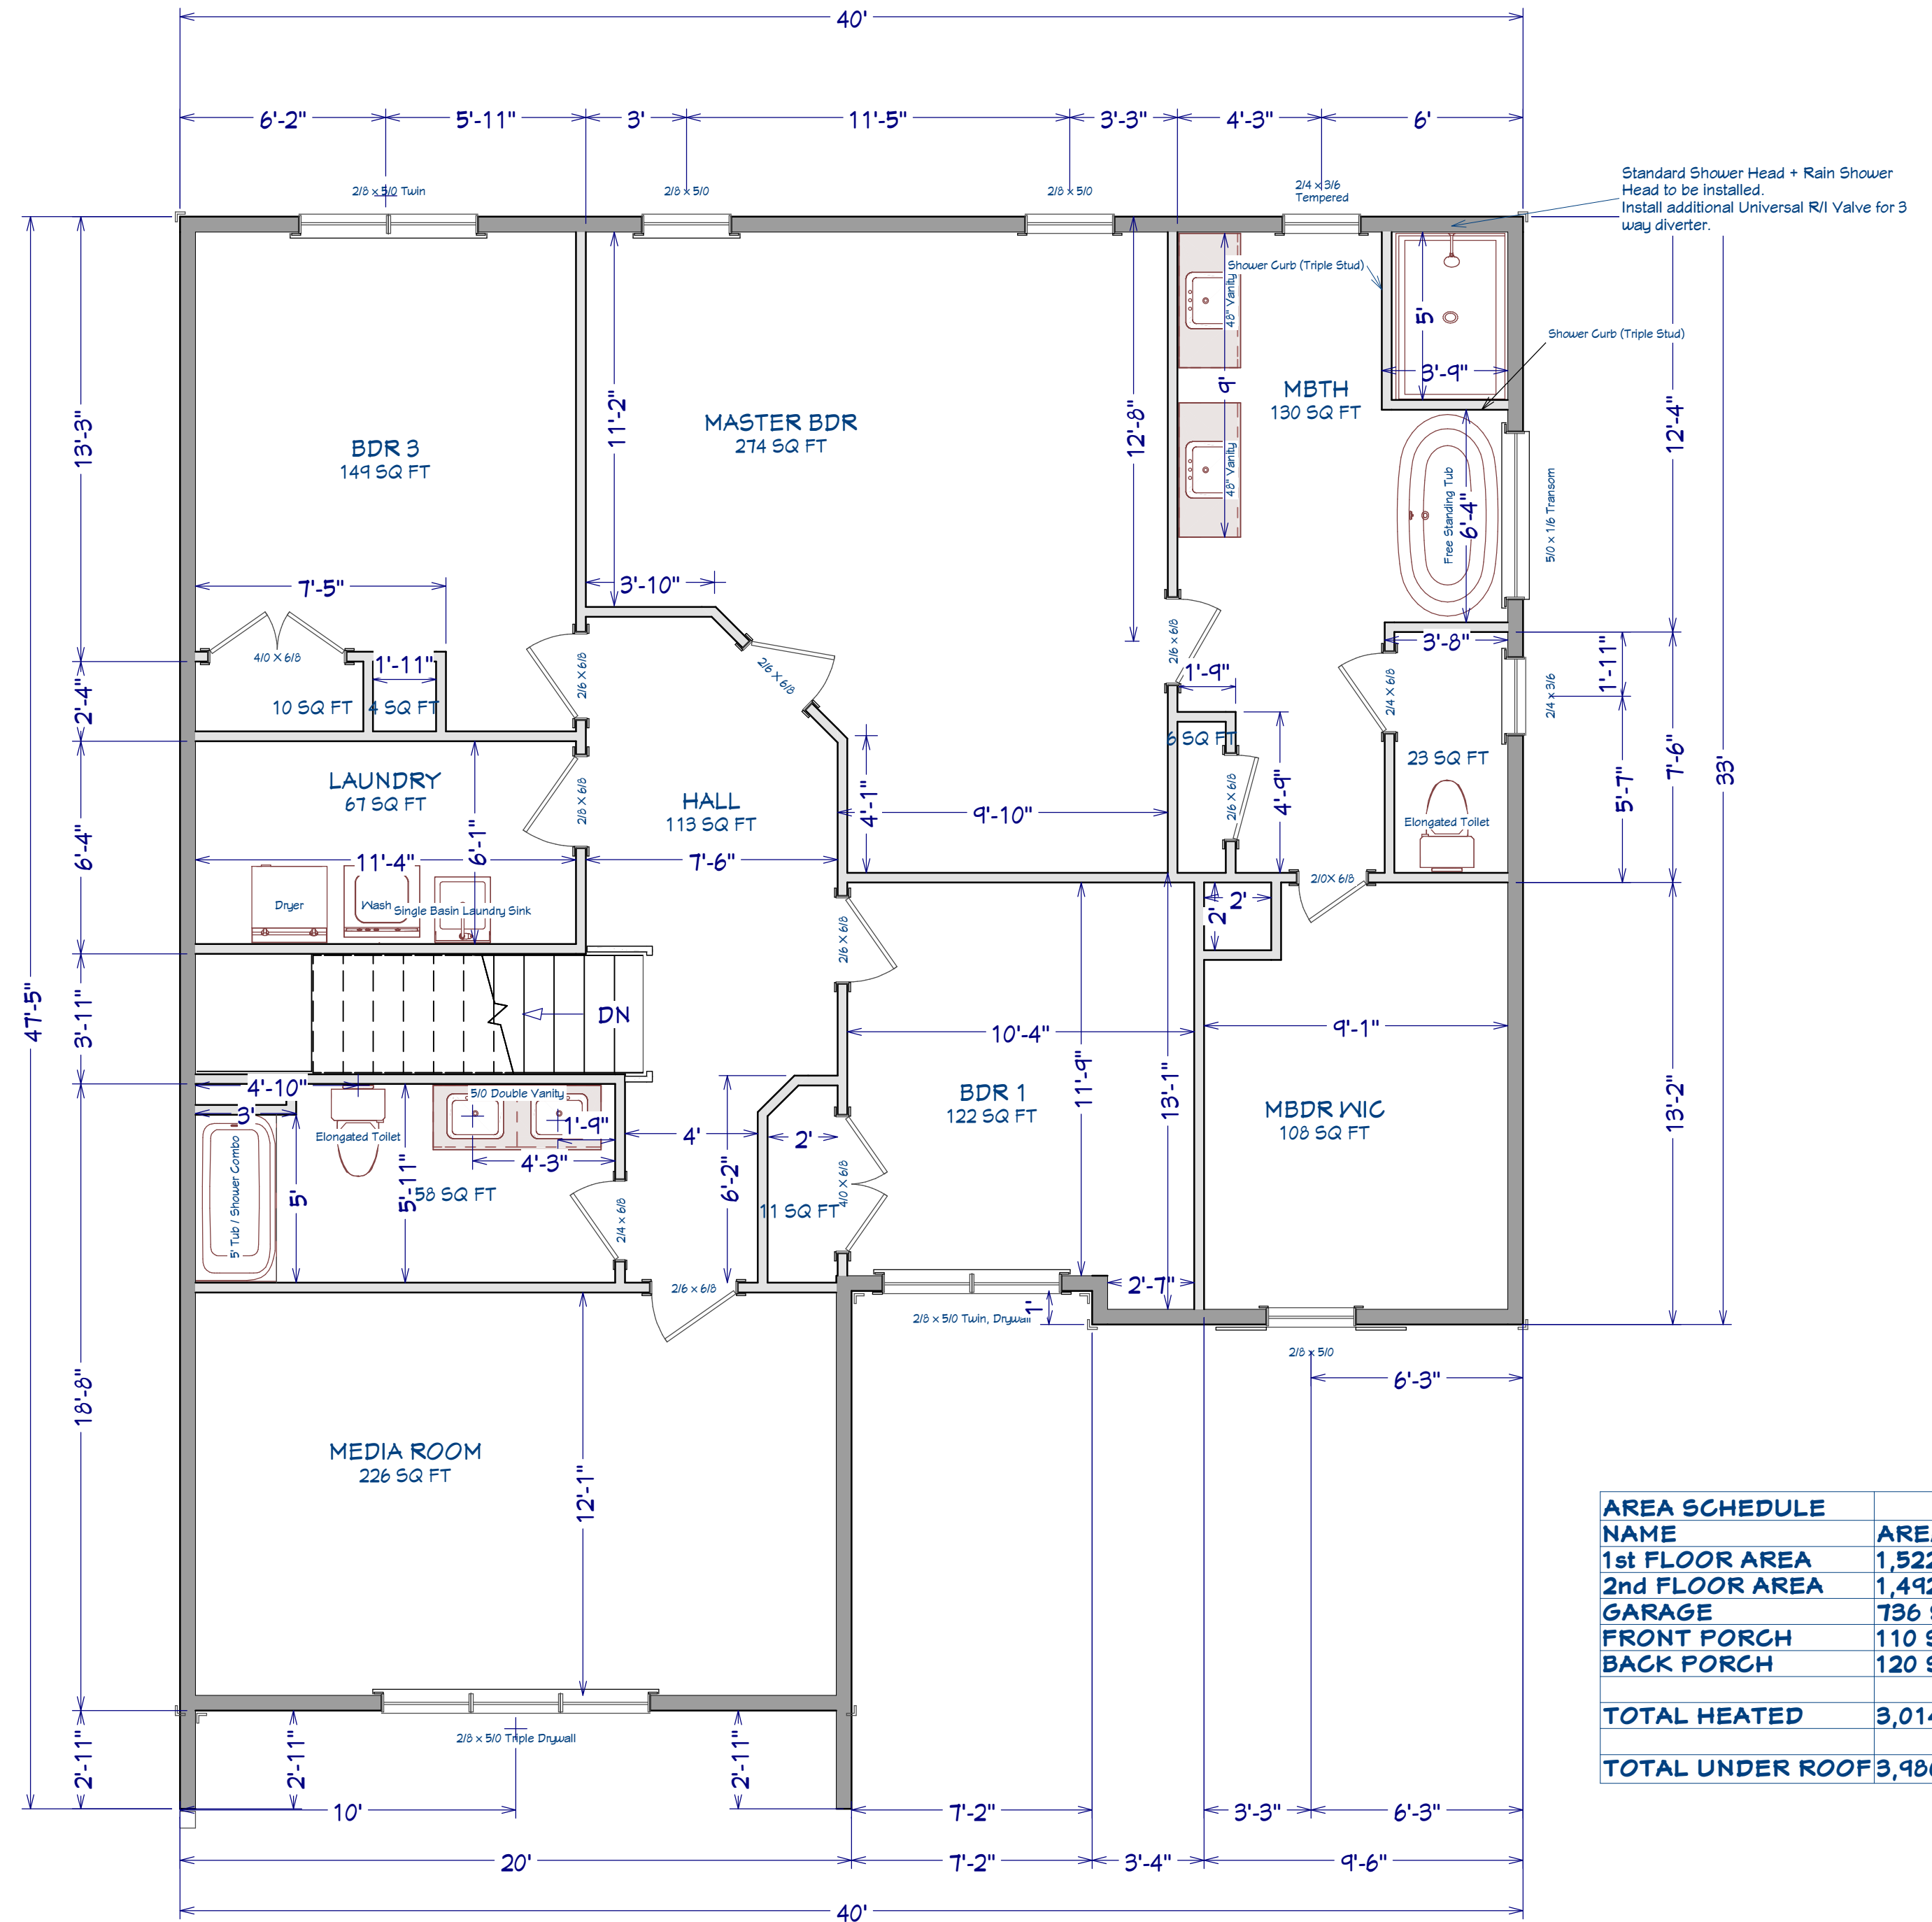 40'
6'-2" 5'-11" 3' 11'-5" 3'-3" 4'-3" 6'
2/8 x 5/0 Twin
2/8 x 5/0
2/8 x 5/0
2/4 x 3/6
Tempered
Standard Shower Head + Rain Shower
Head to be installed.
Install additional Universal R/I Valve for 3
way diverter.
Shower Curb (Triple Stud)
48" Vanity
5'
Shower Curb (Triple Stud)
3'-9"
9'
MBTH
130 SQ FT
11'-2"
MASTER BDR
274 SQ FT
12'-8"
12'-4"
13'-3"
BDR 3
149 SQ FT
48" Vanity
Free Standing Tub
6'-4"
5/0 x 1/6 Transom
7'-5"
3'-10"
4/0 X 6/8
1'-11"
2/6 X 6/8
2/6 X 6/8
2/6 X 6/8
1'-9"
3'-8"
2/4 X 6/8
1'-11"
2/4 x 3/6
2'-4"
10 SQ FT
4 SQ FT
6 SQ FT
23 SQ FT
7'-6"
33'
LAUNDRY
67 SQ FT
2/8 X 6/8
HALL
113 SQ FT
4'-1"
9'-10"
2/6 X 6/8
4'-9"
5'-7"
Elongated Toilet
6'-4"
11'-4"
6'-1"
7'-6"
2/0X 6/8
Dryer
Wash
Single Basin Laundry Sink
2/6 X 6/8
2'
2'
47'-5"
3'-11"
DN
10'-4"
9'-1"
4'-10"
3'
5/0 Double Vanity
1'-9"
BDR 1
122 SQ FT
11'-9"
13'-1"
MBDR WIC
108 SQ FT
13'-2"
Elongated Toilet
5' Tub / Shower Combo
4'
2'
4'-3"
5'
5'-11"
58 SQ FT
2/4 x 6/8
6'-2"
11 SQ FT
4/0 X 6/8
2/6 x 6/8
2'-7"
1'
2/8 x 5/0 Twin, Drywall
2/8 x 5/0
6'-3"
18'-8"
MEDIA ROOM
226 SQ FT
12'-1"
2/8 x 5/0 Triple Drywall
2'-11"
2'-11"
2'-11"
10' 7'-2" 3'-3" 6'-3"
20' 7'-2" 3'-4" 9'-6"
40'
AREA SCHEDULE
NAME
1st FLOOR AREA 1,522
2nd FLOOR AREA 1,492
GARAGE 736
FRONT PORCH 110
BACK PORCH 120
TOTAL HEATED
TOTAL UNDER ROOF